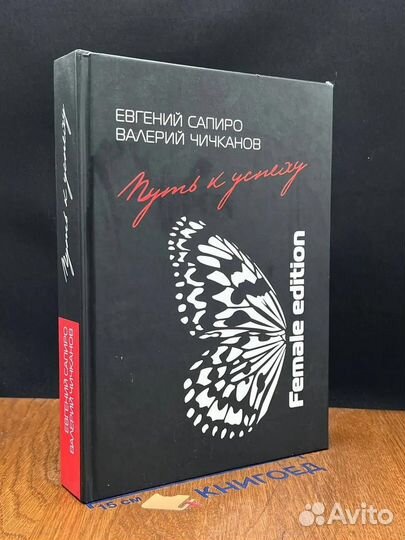 ЕВГЕНИЙ САПИРО
ВАЛЕРИЙ ЧИЧКАНОВ
Путь к успеху
Female edition
Путь к успеху
ЕВГЕНИЙ САПИРО
ВАЛЕРИЙ ЧИЧКАНОВ
15 СМ
КНИГОЕД
Avito